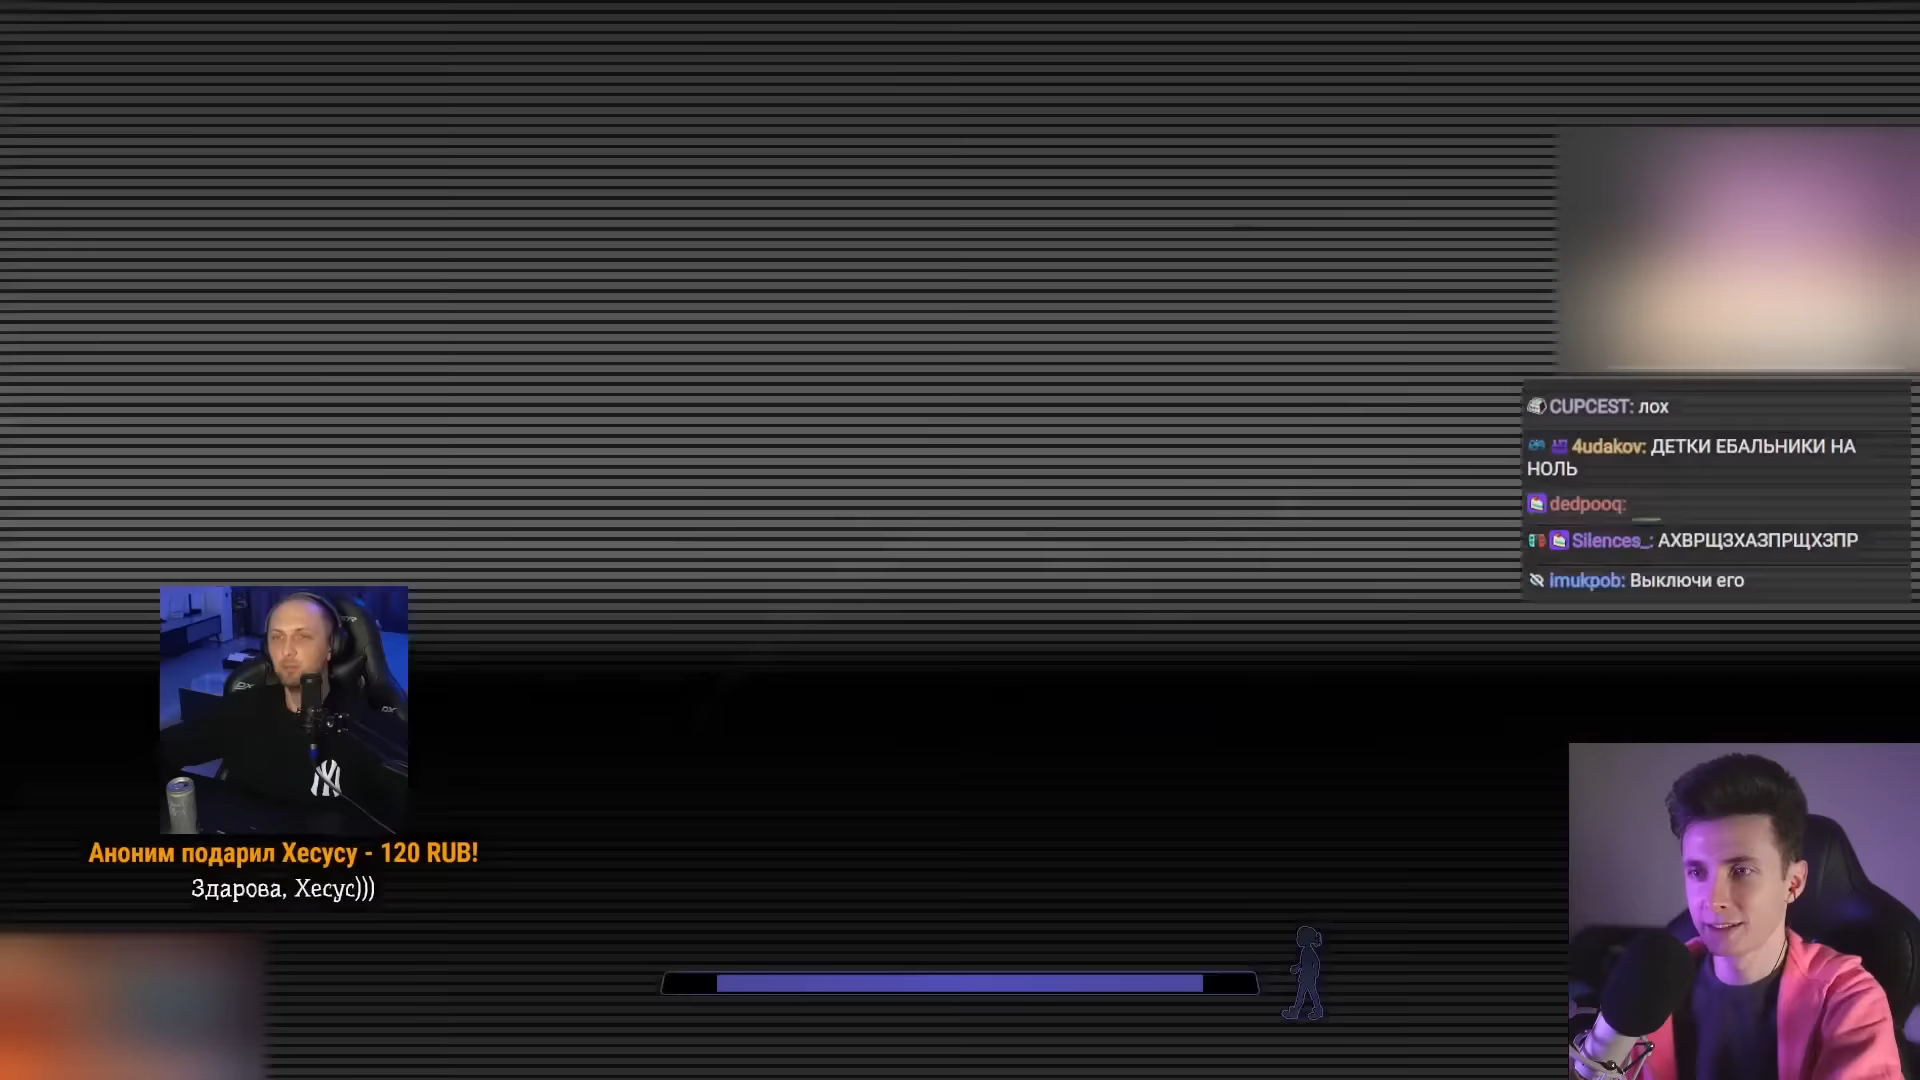 CUPCEST: лох
4udakov: ДЕТКИ ЕБАЛЬНИКИ НА
НОЛЬ
dedpooq:
Silences_: АХВРЩЗХАЗПРЩХЗПР
imukpob: Выключи его
Аноним подарил Хесусу - 120 RUB!
Здарова, Хесус)))